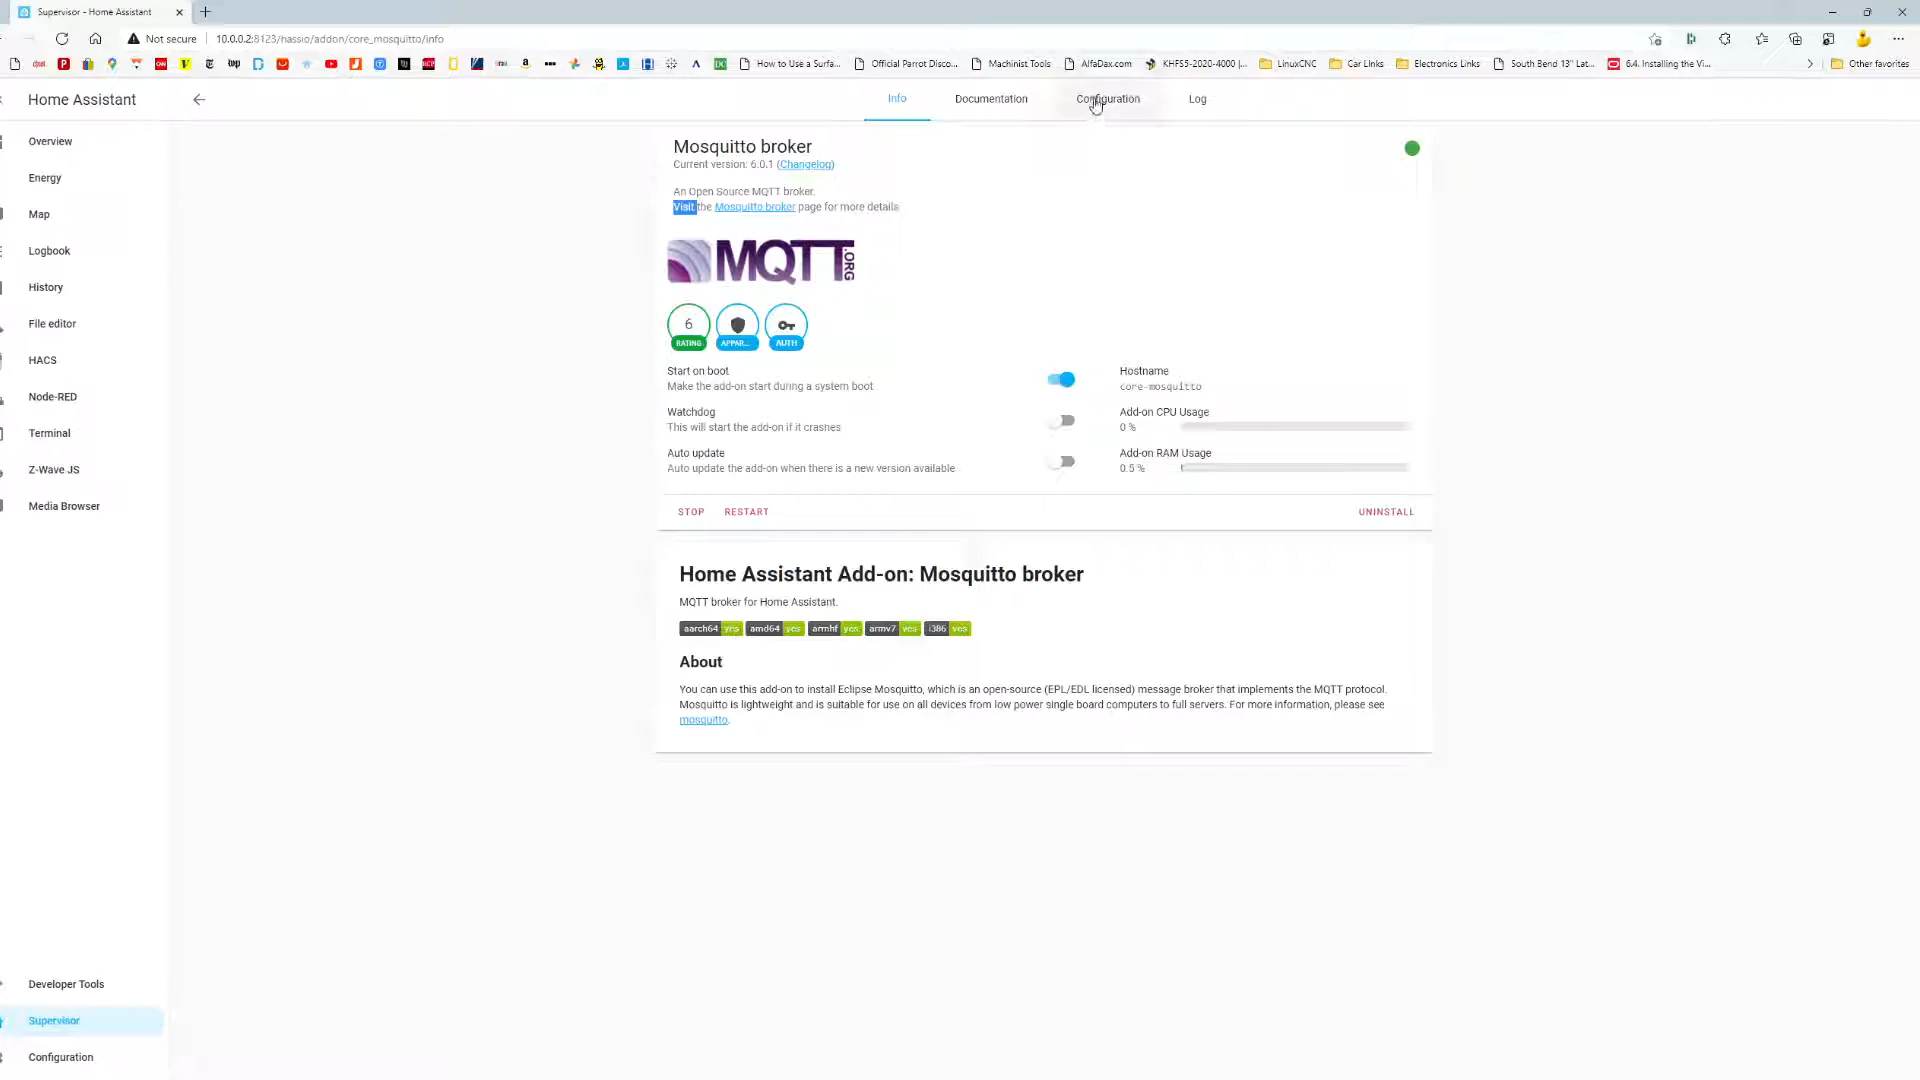 Supervisor - Home Assistant
Not secure
10.0.0.2:8123/hassio/addon/core_mosquitto/info
How to Use a Surfa...
Official Parrot Disco...
Machinist Tools
AlfaDax.com
KHFS5-2020-4000 |...
LinuxCNC
Car LInks
Electronics Links
South Bend 13" Lat...
6.4. Installing the Vi...
Other favorites
Home Assistant
Info
Documentation
Configuration
Log
Overview
Energy
Map
Logbook
History
File editor
HACS
Node-RED
Terminal
Z-Wave JS
Media Browser
Developer Tools
Supervisor
Configuration
Mosquitto broker
Current version: 6.0.1 (Changelog)
An Open Source MQTT broker.
Visit the Mosquitto broker page for more details
MQTT.ORG
6
RATING
APPAR...
AUTH
Start on boot
Make the add-on start during a system boot
Hostname
core-mosquitto
Watchdog
This will start the add-on if it crashes
Add-on CPU Usage
0 %
Auto update
Auto update the add-on when there is a new version available
Add-on RAM Usage
0.5 %
STOP
RESTART
UNINSTALL
Home Assistant Add-on: Mosquitto broker
MQTT broker for Home Assistant.
aarch64 yes amd64 yes armhf yes armv7 yes i386 yes
About
You can use this add-on to install Eclipse Mosquitto, which is an open-source (EPL/EDL licensed) message broker that implements the MQTT protocol.
Mosquitto is lightweight and is suitable for use on all devices from low power single board computers to full servers. For more information, please see
mosquitto.